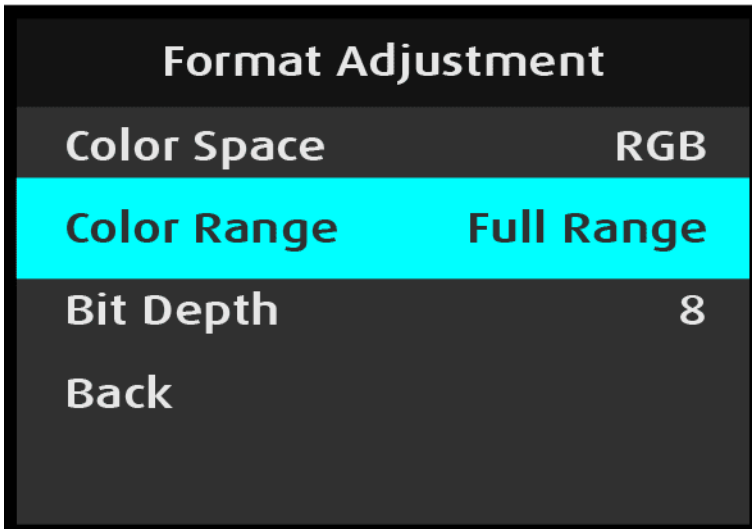 Format Adjustment
Color Space RGB
Color Range Full Range
Bit Depth 8
Back